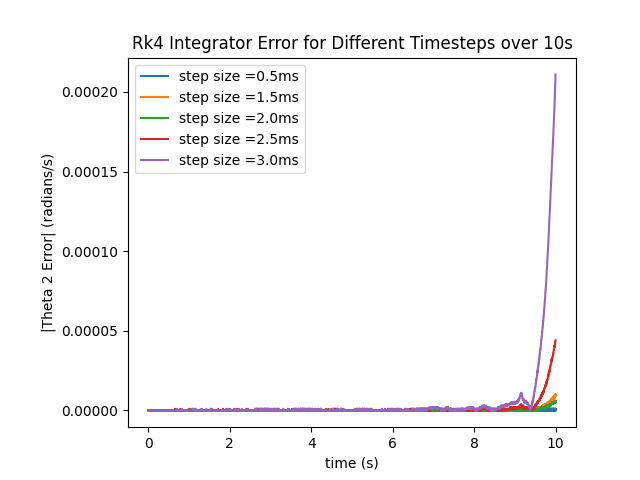 Rk4 Integrator Error for Different Timesteps over 10s
step size =0.5ms
step size =1.5ms
step size =2.0ms
step size =2.5ms
step size =3.0ms
|Theta 2 Error| (radians/s)
0.00020
0.00015
0.00010
0.00005
0.00000
0 2 4 6 8 10
time (s)